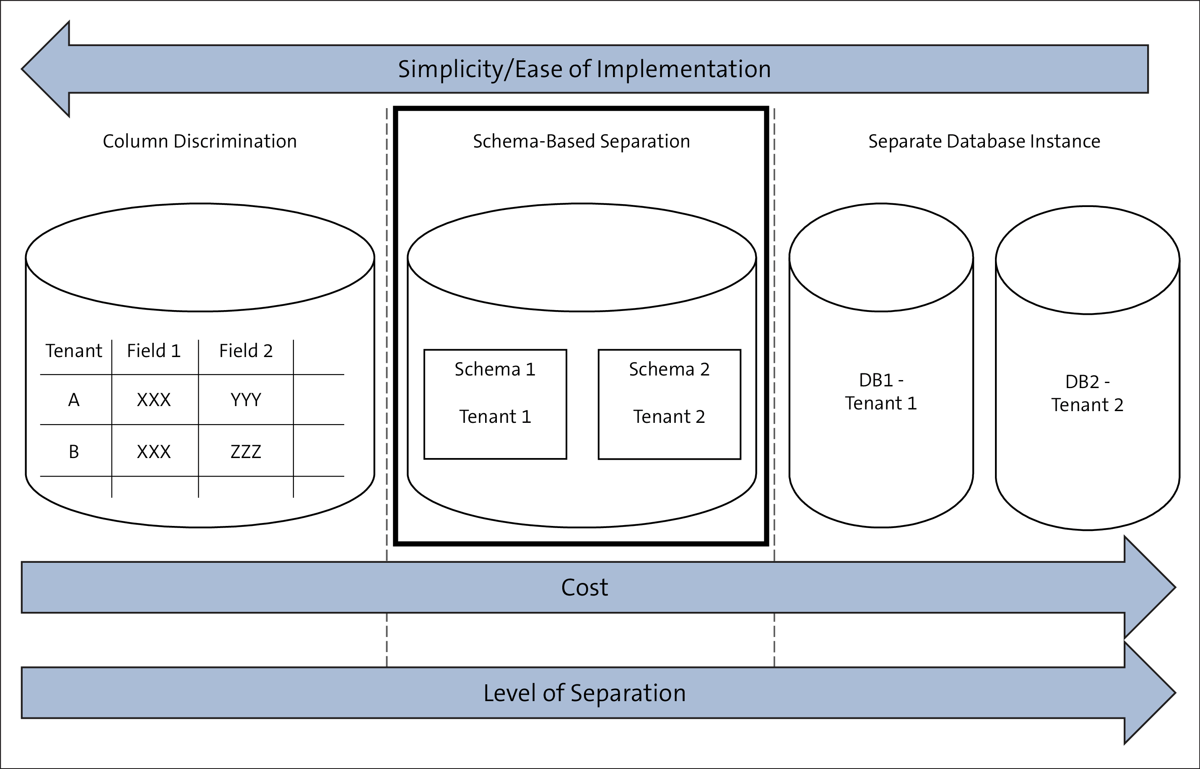 Simplicity/Ease of Implementation
Column Discrimination
Schema-Based Separation
Separate Database Instance
Tenant Field 1 Field 2
A XXX YYY
B XXX ZZZ
Schema 1
Tenant 1
Schema 2
Tenant 2
DB1 -
Tenant 1
DB2 -
Tenant 2
Cost
Level of Separation